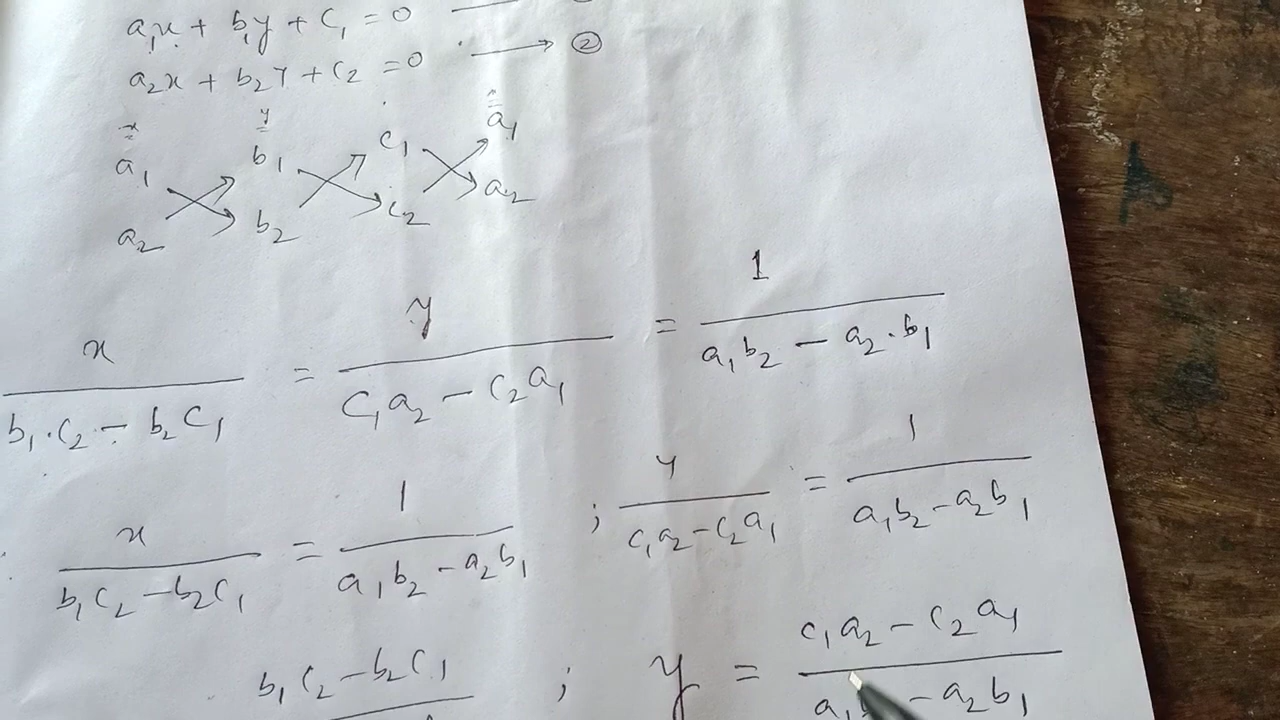 a₁x + b₁y + c₁ = 0
a₂x + b₂y + c₂ = 0 ⟶ ②
x y
a₁ b₁ c₁ a₁
a₂ b₂ c₂ a₂
x/(b₁·c₂ − b₂c₁) = y/(c₁a₂ − c₂a₁) = 1/(a₁b₂ − a₂·b₁)
x/(b₁c₂ − b₂c₁) = 1/(a₁b₂ − a₂b₁) ; y/(c₁a₂ − c₂a₁) = 1/(a₁b₂ − a₂b₁)
b₁c₂ − b₂c₁ ; y = (c₁a₂ − c₂a₁)/(a₁b − a₂b₁)